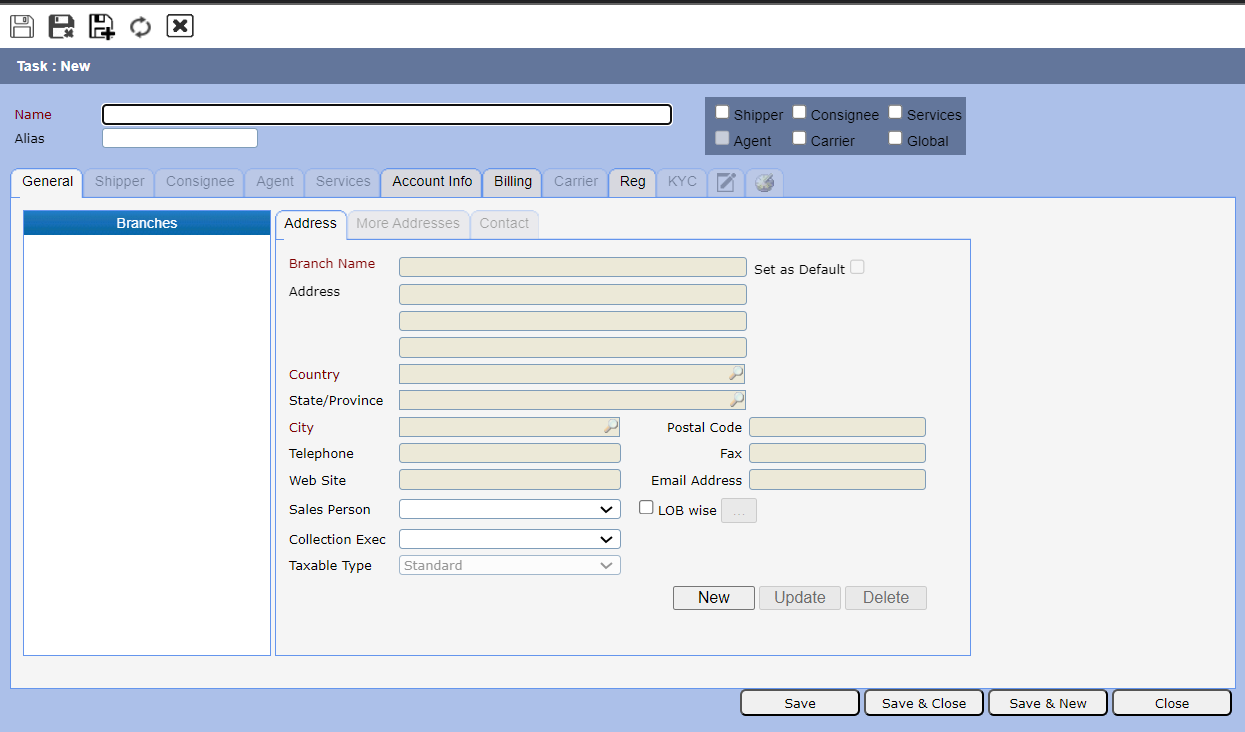 Task : New
Name
Alias
Shipper Consignee Services
Agent Carrier Global
General Shipper Consignee Agent Services Account Info Billing Carrier Reg KYC
Branches
Address More Addresses Contact
Branch Name Set as Default
Address
Country
State/Province
City Postal Code
Telephone Fax
Web Site Email Address
Sales Person LOB wise ...
Collection Exec
Taxable Type Standard
New Update Delete
Save Save & Close Save & New Close